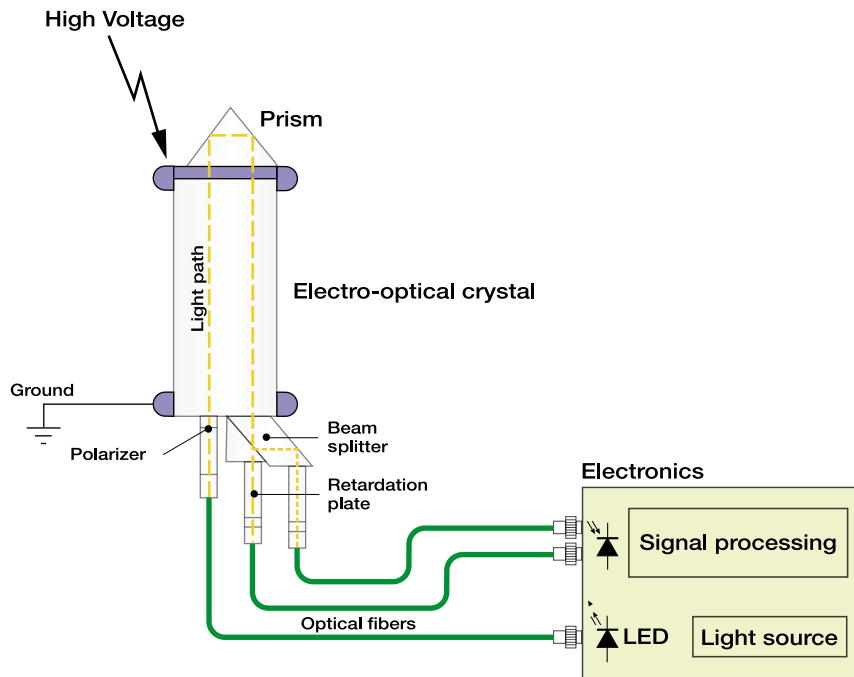 High Voltage
Prism
Light path
Electro-optical crystal
Ground
Polarizer
Beam
splitter
Retardation
plate
Electronics
Signal processing
Optical fibers
LED
Light source